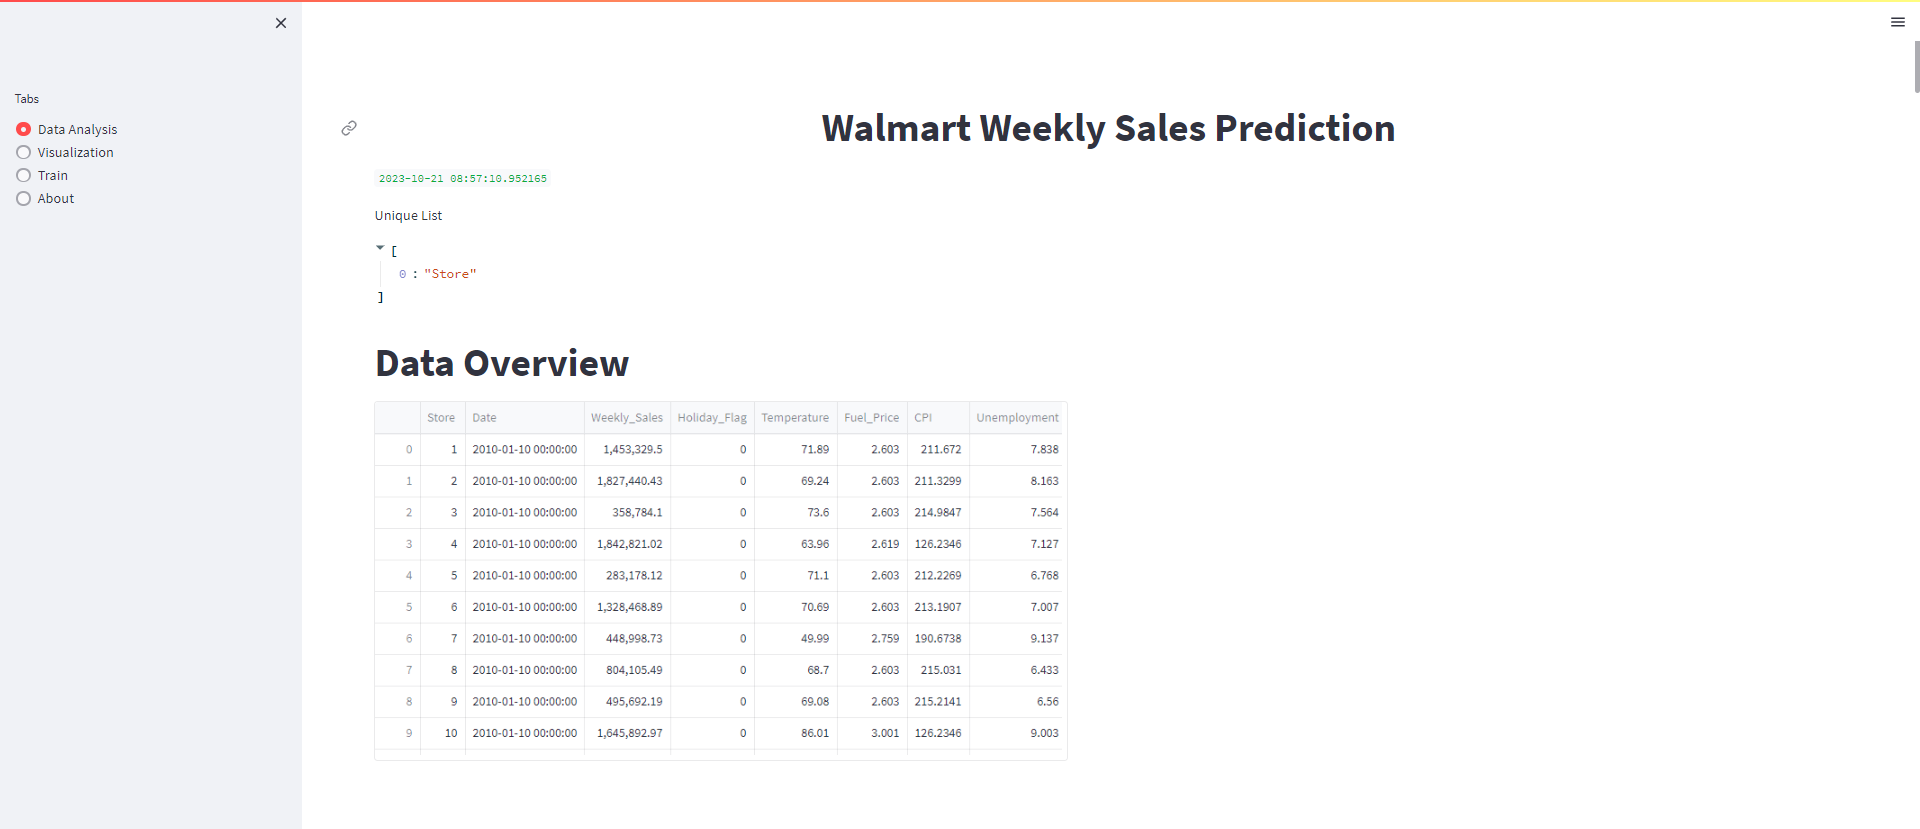 Tabs
Data Analysis
Visualization
Train
About
Walmart Weekly Sales Prediction
2023-10-21 08:57:10.952165
Unique List
[
0 : "Store"
]
Data Overview
Store Date Weekly_Sales Holiday_Flag Temperature Fuel_Price CPI Unemployment
0 1 2010-01-10 00:00:00 1,453,329.5 0 71.89 2.603 211.672 7.838
1 2 2010-01-10 00:00:00 1,827,440.43 0 69.24 2.603 211.3299 8.163
2 3 2010-01-10 00:00:00 358,784.1 0 73.6 2.603 214.9847 7.564
3 4 2010-01-10 00:00:00 1,842,821.02 0 63.96 2.619 126.2346 7.127
4 5 2010-01-10 00:00:00 283,178.12 0 71.1 2.603 212.2269 6.768
5 6 2010-01-10 00:00:00 1,328,468.89 0 70.69 2.603 213.1907 7.007
6 7 2010-01-10 00:00:00 448,998.73 0 49.99 2.759 190.6738 9.137
7 8 2010-01-10 00:00:00 804,105.49 0 68.7 2.603 215.031 6.433
8 9 2010-01-10 00:00:00 495,692.19 0 69.08 2.603 215.2141 6.56
9 10 2010-01-10 00:00:00 1,645,892.97 0 86.01 3.001 126.2346 9.003